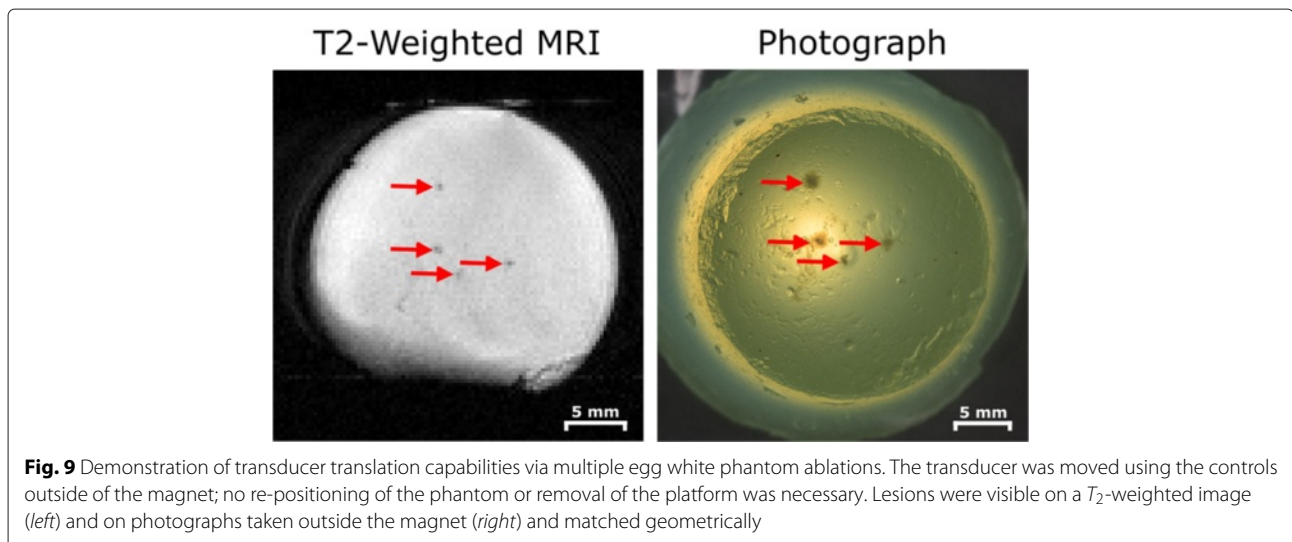 T2-Weighted MRI
Photograph
5 mm
5 mm
Fig. 9 Demonstration of transducer translation capabilities via multiple egg white phantom ablations. The transducer was moved using the controls
outside of the magnet; no re-positioning of the phantom or removal of the platform was necessary. Lesions were visible on a T₂-weighted image
(left) and on photographs taken outside the magnet (right) and matched geometrically